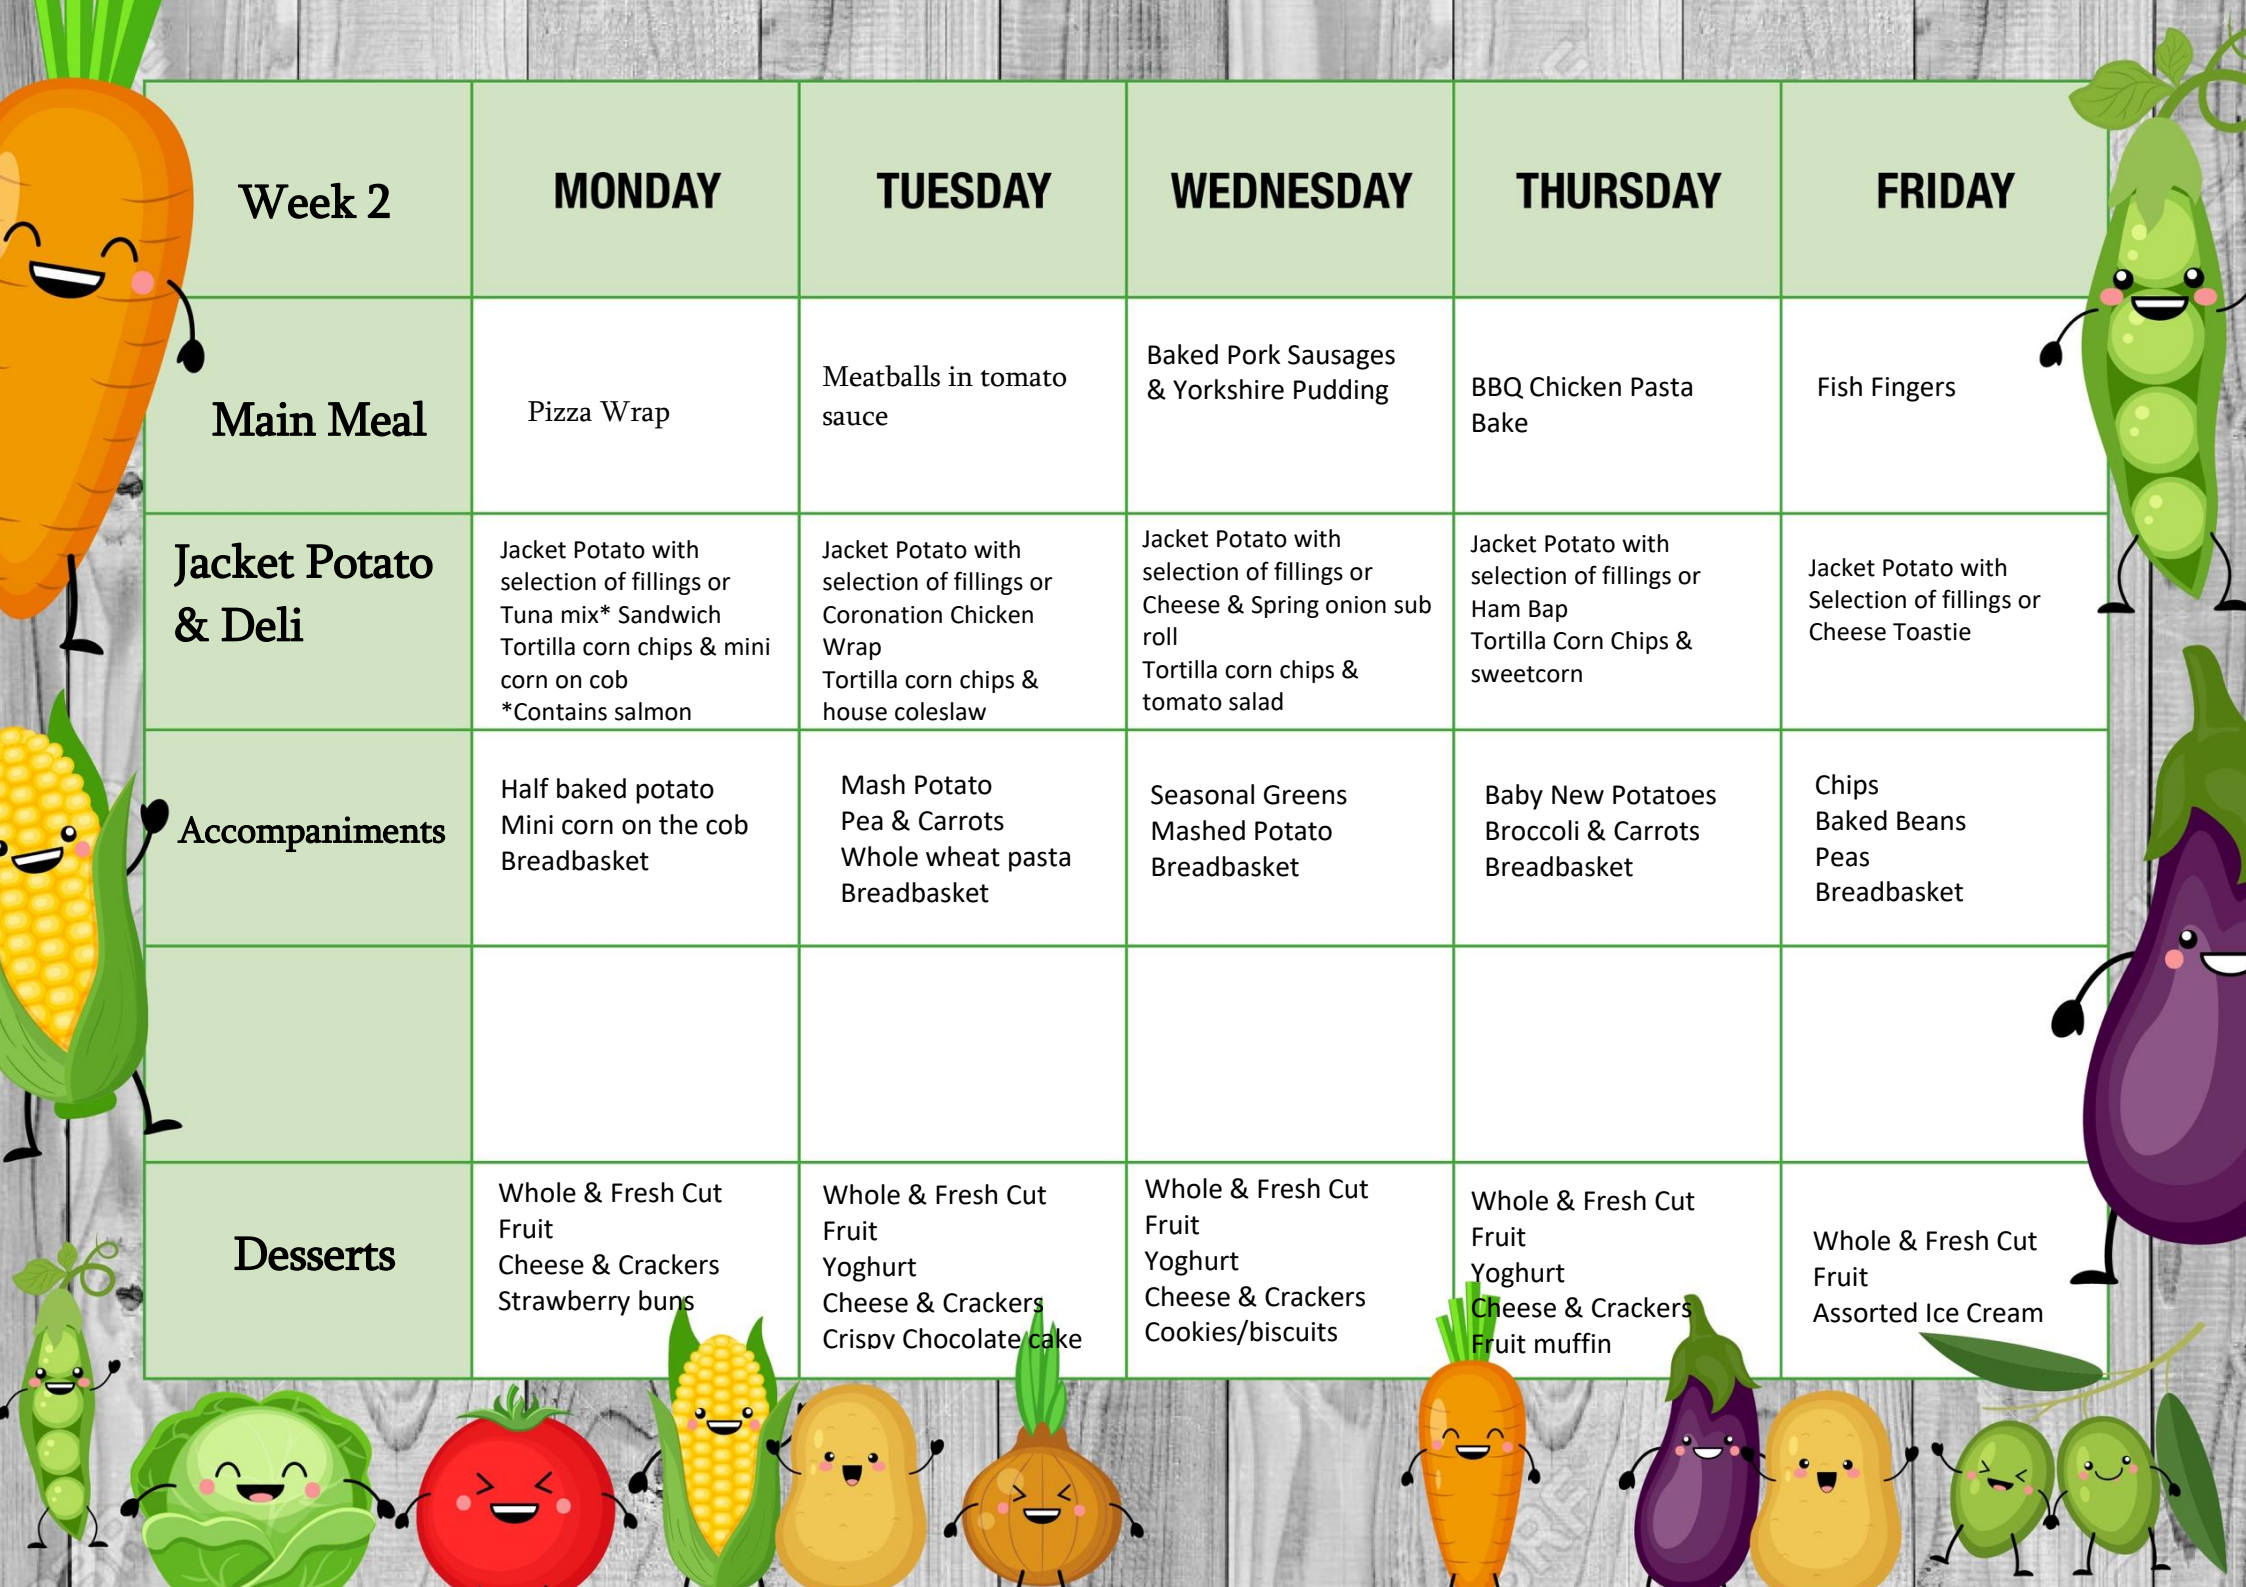 Week 2
MONDAY
TUESDAY
WEDNESDAY
THURSDAY
FRIDAY
Main Meal
Pizza Wrap
Meatballs in tomato
sauce
Baked Pork Sausages
& Yorkshire Pudding
BBQ Chicken Pasta
Bake
Fish Fingers
Jacket Potato
& Deli
Jacket Potato with
selection of fillings or
Tuna mix* Sandwich
Tortilla corn chips & mini
corn on cob
*Contains salmon
Jacket Potato with
selection of fillings or
Coronation Chicken
Wrap
Tortilla corn chips &
house coleslaw
Jacket Potato with
selection of fillings or
Cheese & Spring onion sub
roll
Tortilla corn chips &
tomato salad
Jacket Potato with
selection of fillings or
Ham Bap
Tortilla Corn Chips &
sweetcorn
Jacket Potato with
Selection of fillings or
Cheese Toastie
Accompaniments
Half baked potato
Mini corn on the cob
Breadbasket
Mash Potato
Pea & Carrots
Whole wheat pasta
Breadbasket
Seasonal Greens
Mashed Potato
Breadbasket
Baby New Potatoes
Broccoli & Carrots
Breadbasket
Chips
Baked Beans
Peas
Breadbasket
Desserts
Whole & Fresh Cut
Fruit
Cheese & Crackers
Strawberry buns
Whole & Fresh Cut
Fruit
Yoghurt
Cheese & Crackers
Crispy Chocolate cake
Whole & Fresh Cut
Fruit
Yoghurt
Cheese & Crackers
Cookies/biscuits
Whole & Fresh Cut
Fruit
Yoghurt
Cheese & Crackers
Fruit muffin
Whole & Fresh Cut
Fruit
Assorted Ice Cream